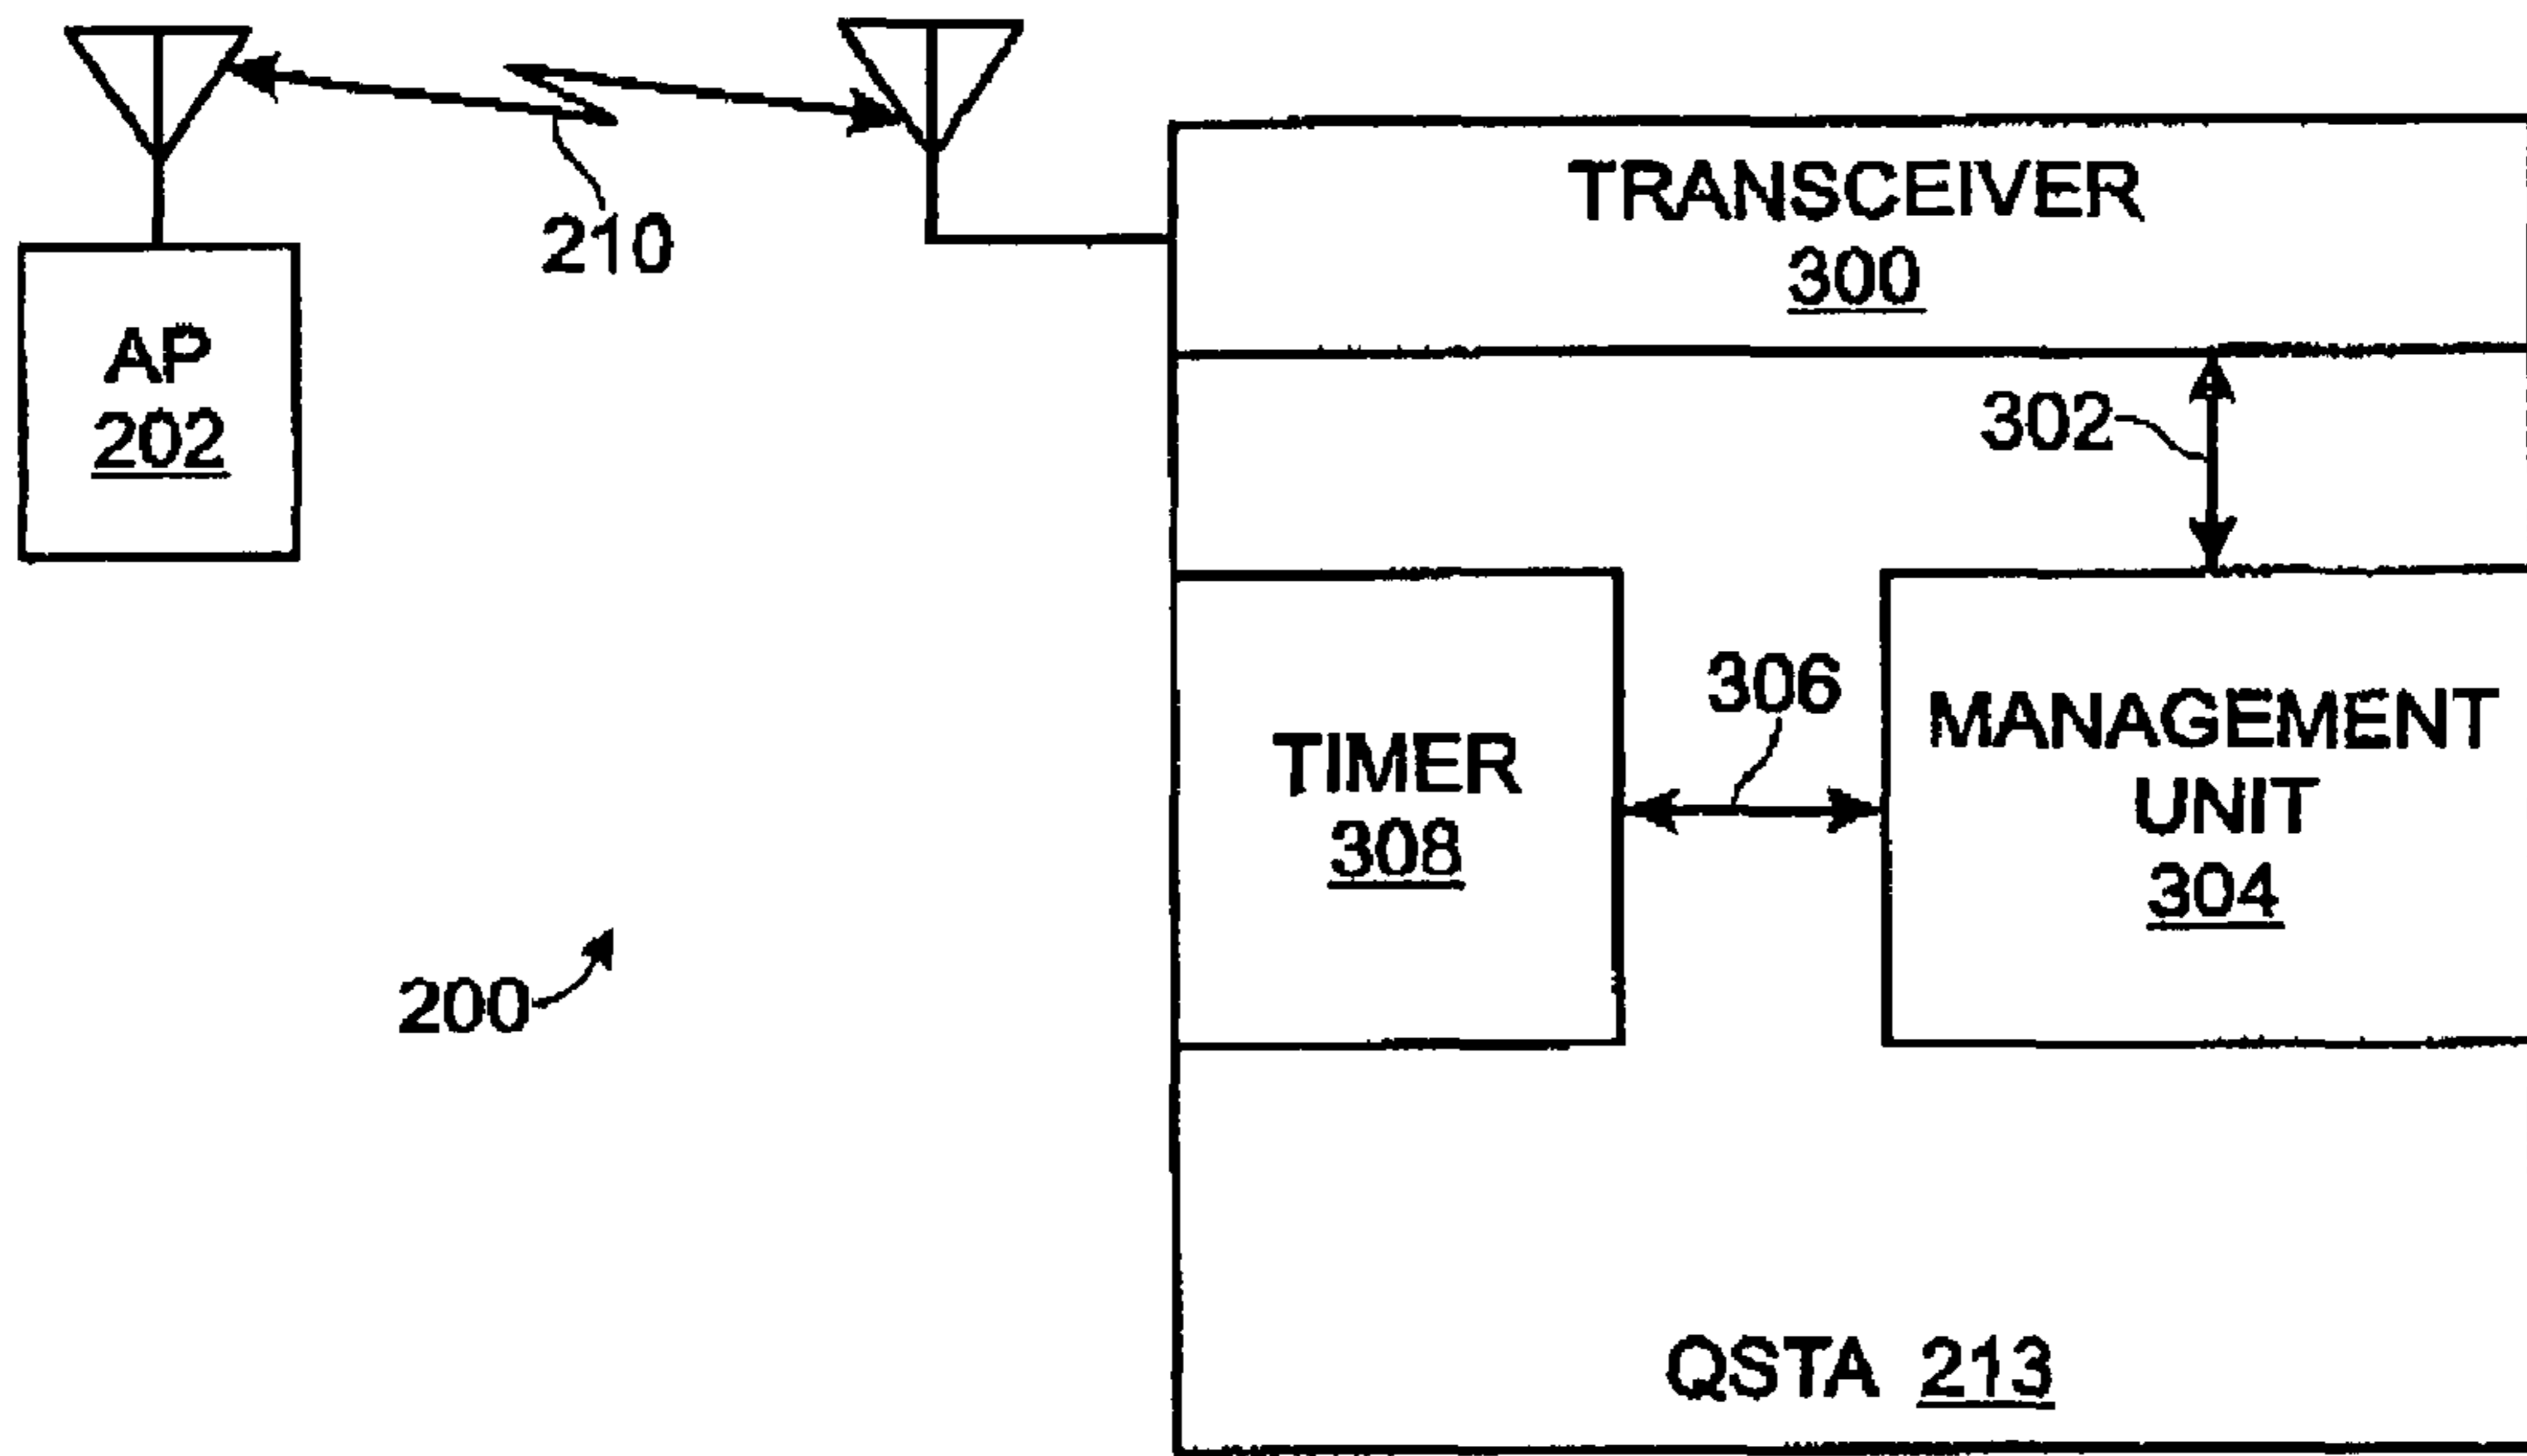 TRANSCEIVER
300
210
AP
202
302
306
MANAGEMENT
UNIT
304
TIMER
308
200
QSTA 213